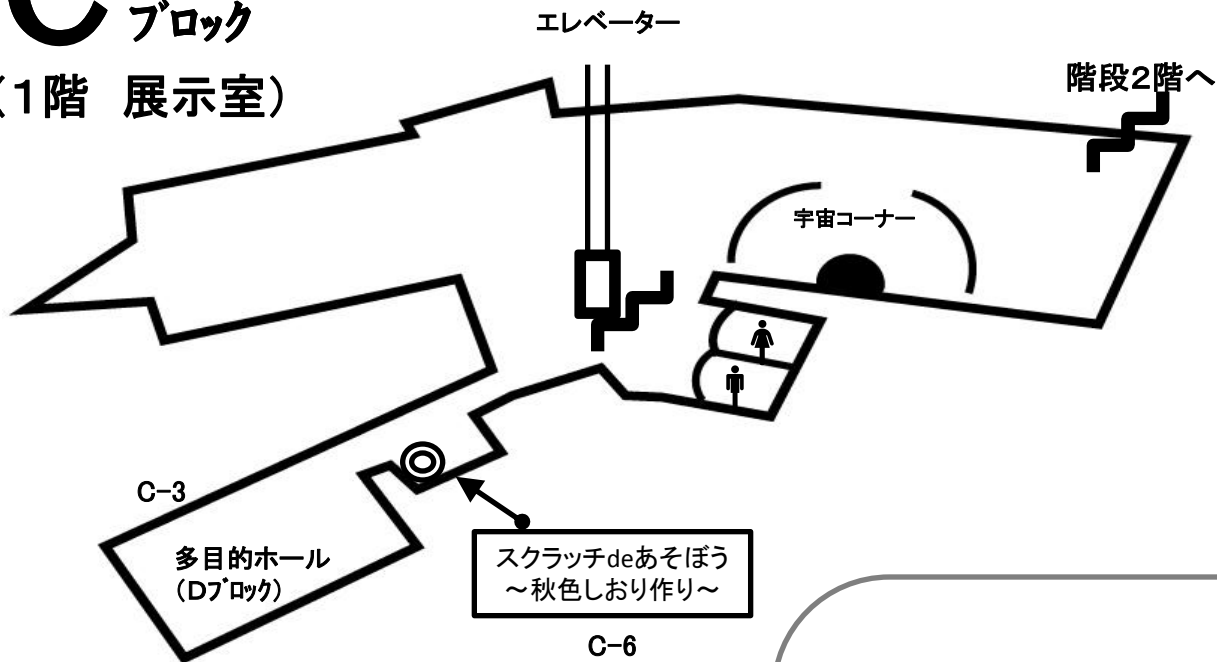 C ブロック
エレベーター
(1階 展示室)
階段2階へ
宇宙コーナー
C-3
多目的ホール
(Dブロック)
スクラッチdeあそぼう
～秋色しおり作り～
C-6